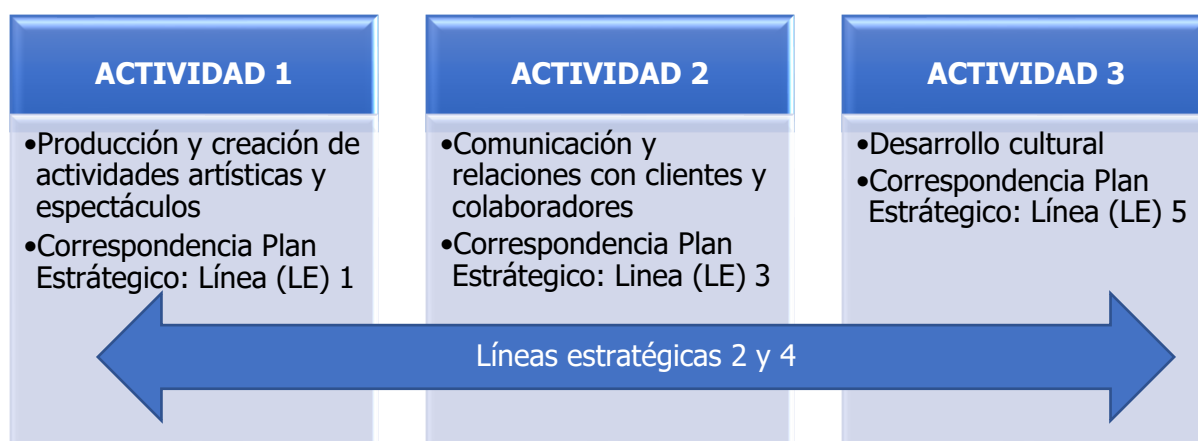 ACTIVIDAD 1
•Producción y creación de
actividades artísticas y
espectáculos
•Correspondencia Plan
Estrátegico: Línea (LE) 1
ACTIVIDAD 2
•Comunicación y
relaciones con clientes y
colaboradores
•Correspondencia Plan
Estrátegico: Linea (LE) 3
ACTIVIDAD 3
•Desarrollo cultural
•Correspondencia Plan
Estrátegico: Línea (LE) 5
Líneas estratégicas 2 y 4